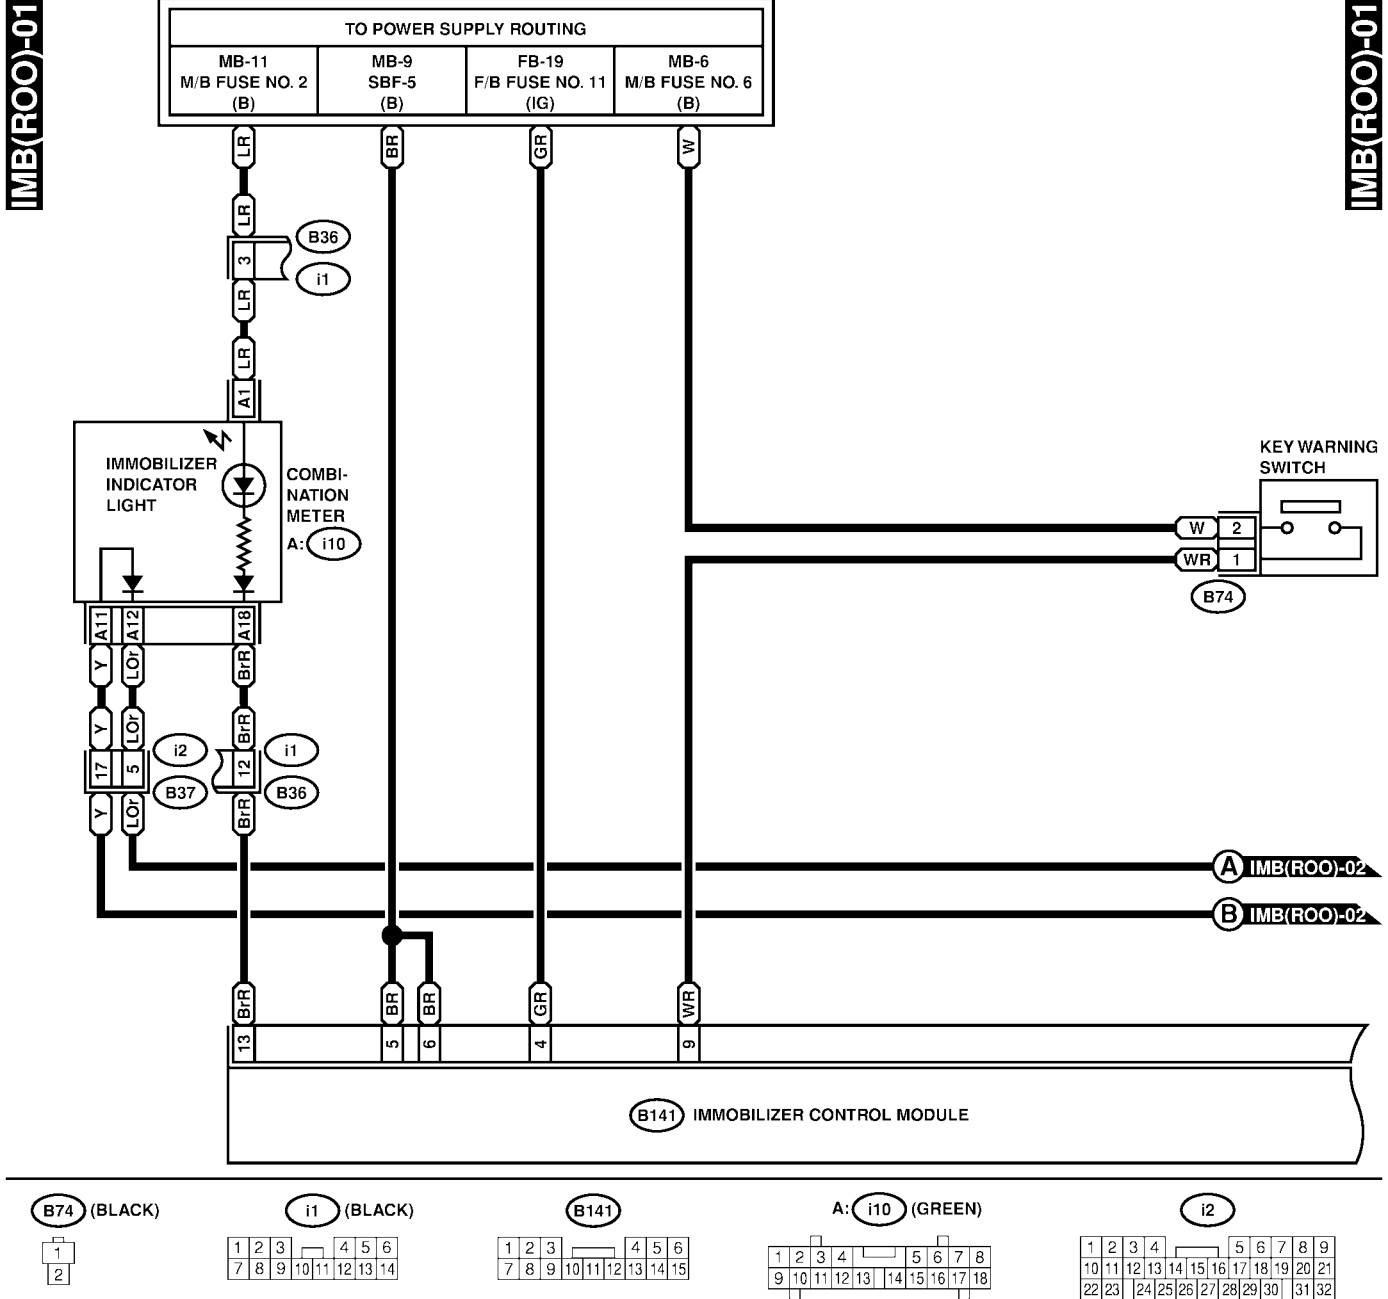 IMB(ROO)-01
IMB(ROO)-01
TO POWER SUPPLY ROUTING
MB-11
M/B FUSE NO. 2
(B)
MB-9
SBF-5
(B)
FB-19
F/B FUSE NO. 11
(IG)
MB-6
M/B FUSE NO. 6
(B)
LR
BR
GR
W
LR
B36
3
i1
LR
LR
A1
IMMOBILIZER
INDICATOR
LIGHT
COMBI-
NATION
METER
A: i10
KEY WARNING
SWITCH
W 2
WR 1
B74
A11 A12 A18
Y LOr BrR
Y LOr BrR
i2 i1
17 5 12
B37 B36
Y LOr BrR
A IMB(ROO)-02
B IMB(ROO)-02
BrR BR BR GR WR
13 5 6 4 9
B141 IMMOBILIZER CONTROL MODULE
B74 (BLACK)
1
2
i1 (BLACK)
1 2 3 4 5 6
7 8 9 10 11 12 13 14
B141
1 2 3 4 5 6
7 8 9 10 11 12 13 14 15
A: i10 (GREEN)
1 2 3 4 5 6 7 8
9 10 11 12 13 14 15 16 17 18
i2
1 2 3 4 5 6 7 8 9
10 11 12 13 14 15 16 17 18 19 20 21
22 23 24 25 26 27 28 29 30 31 32